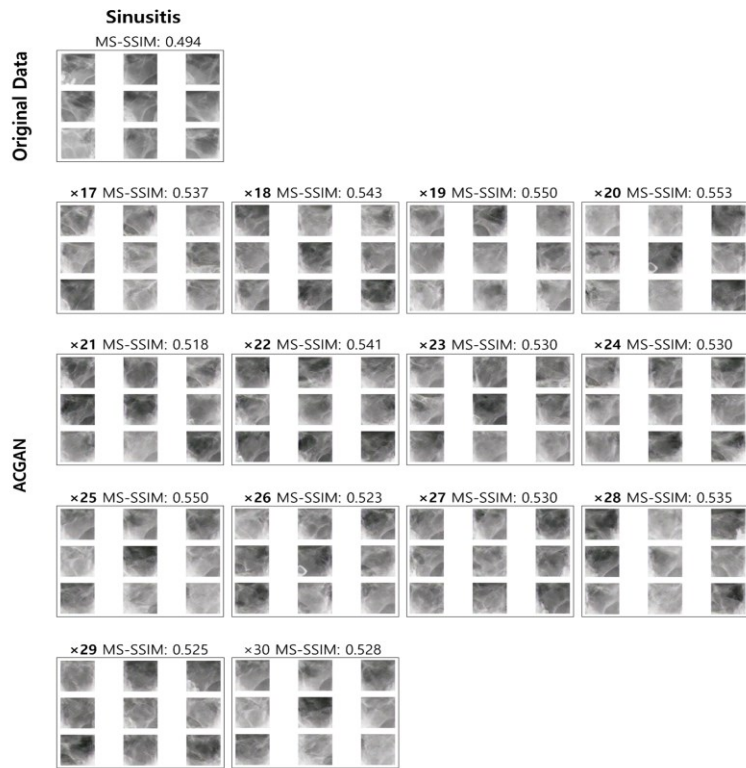 Sinusitis
MS-SSIM: 0.494
Original Data
×17 MS-SSIM: 0.537
×18 MS-SSIM: 0.543
×19 MS-SSIM: 0.550
×20 MS-SSIM: 0.553
×21 MS-SSIM: 0.518
×22 MS-SSIM: 0.541
×23 MS-SSIM: 0.530
×24 MS-SSIM: 0.530
ACGAN
×25 MS-SSIM: 0.550
×26 MS-SSIM: 0.523
×27 MS-SSIM: 0.530
×28 MS-SSIM: 0.535
×29 MS-SSIM: 0.525
×30 MS-SSIM: 0.528